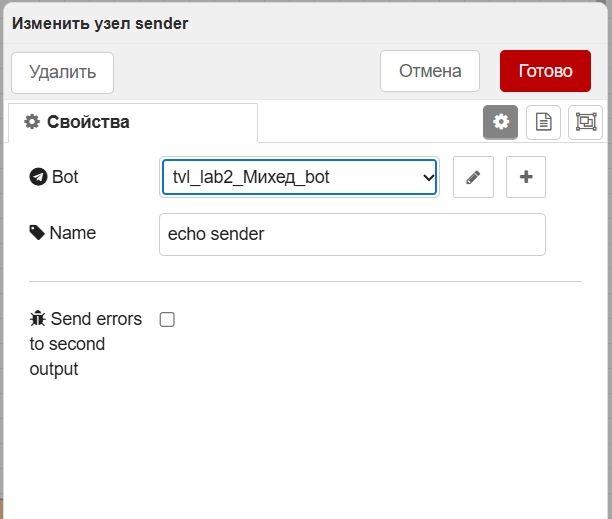 Изменить узел sender
Удалить
Отмена
Готово
Свойства
Bot
tvl_lab2_Михед_bot
Name
echo sender
Send errors
to second
output